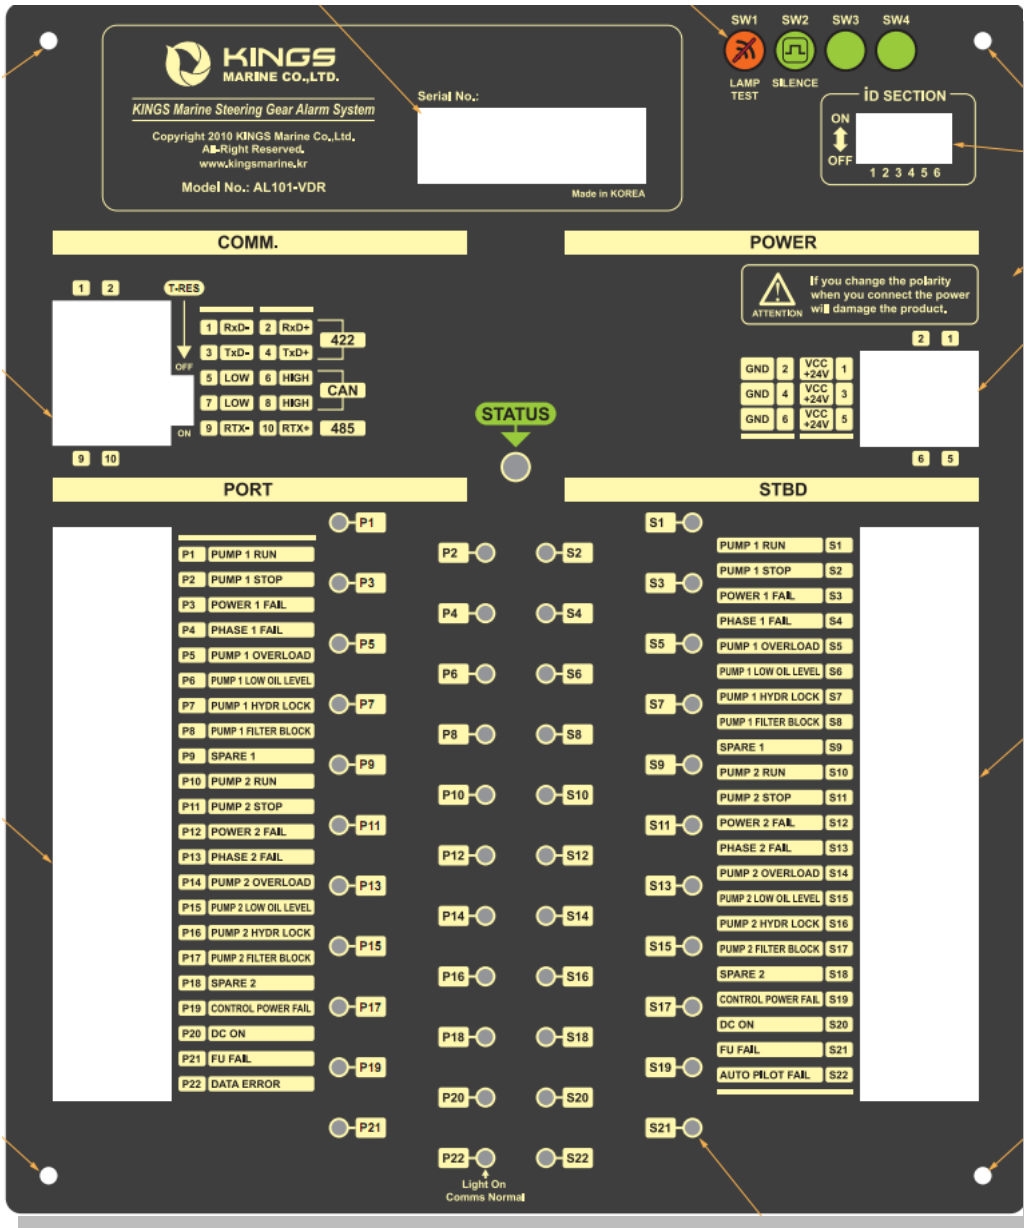 SW1 SW2 SW3 SW4
KINGS
MARINE CO.,LTD.
LAMP
TEST
SILENCE
KINGS Marine Steering Gear Alarm System
Serial No.:
Copyright 2010 KINGS Marine Co.,Ltd.
All-Right Reserved.
www.kingsmarine.kr
Model No.: AL101-VDR
Made in KOREA
iD SECTION
ON
OFF
1 2 3 4 5 6
COMM.
POWER
1 2
T-RES
OFF
ON
1 RxD- 2 RxD+
422
3 TxD- 4 TxD+
5 LOW 6 HIGH
CAN
7 LOW 8 HIGH
9 RTX- 10 RTX+ 485
9 10
ATTENTION
If you change the polarity
when you connect the power
will damage the product.
2 1
GND 2 VCC +24V 1
GND 4 VCC +24V 3
GND 6 VCC +24V 5
6 5
STATUS
PORT
STBD
P1 PUMP 1 RUN
P2 PUMP 1 STOP
P3 POWER 1 FAIL
P4 PHASE 1 FAIL
P5 PUMP 1 OVERLOAD
P6 PUMP 1 LOW OIL LEVEL
P7 PUMP 1 HYDR LOCK
P8 PUMP 1 FILTER BLOCK
P9 SPARE 1
P10 PUMP 2 RUN
P11 PUMP 2 STOP
P12 POWER 2 FAIL
P13 PHASE 2 FAIL
P14 PUMP 2 OVERLOAD
P15 PUMP 2 LOW OIL LEVEL
P16 PUMP 2 HYDR LOCK
P17 PUMP 2 FILTER BLOCK
P18 SPARE 2
P19 CONTROL POWER FAIL
P20 DC ON
P21 FU FAIL
P22 DATA ERROR
P1
P2
P3
P4
P5
P6
P7
P8
P9
P10
P11
P12
P13
P14
P15
P16
P17
P18
P19
P20
P21
P22
Light On
Comms Normal
S1
S2
S3
S4
S5
S6
S7
S8
S9
S10
S11
S12
S13
S14
S15
S16
S17
S18
S19
S20
S21
S22
PUMP 1 RUN S1
PUMP 1 STOP S2
POWER 1 FAIL S3
PHASE 1 FAIL S4
PUMP 1 OVERLOAD S5
PUMP 1 LOW OIL LEVEL S6
PUMP 1 HYDR LOCK S7
PUMP 1 FILTER BLOCK S8
SPARE 1 S9
PUMP 2 RUN S10
PUMP 2 STOP S11
POWER 2 FAIL S12
PHASE 2 FAIL S13
PUMP 2 OVERLOAD S14
PUMP 2 LOW OIL LEVEL S15
PUMP 2 HYDR LOCK S16
PUMP 2 FILTER BLOCK S17
SPARE 2 S18
CONTROL POWER FAIL S19
DC ON S20
FU FAIL S21
AUTO PILOT FAIL S22